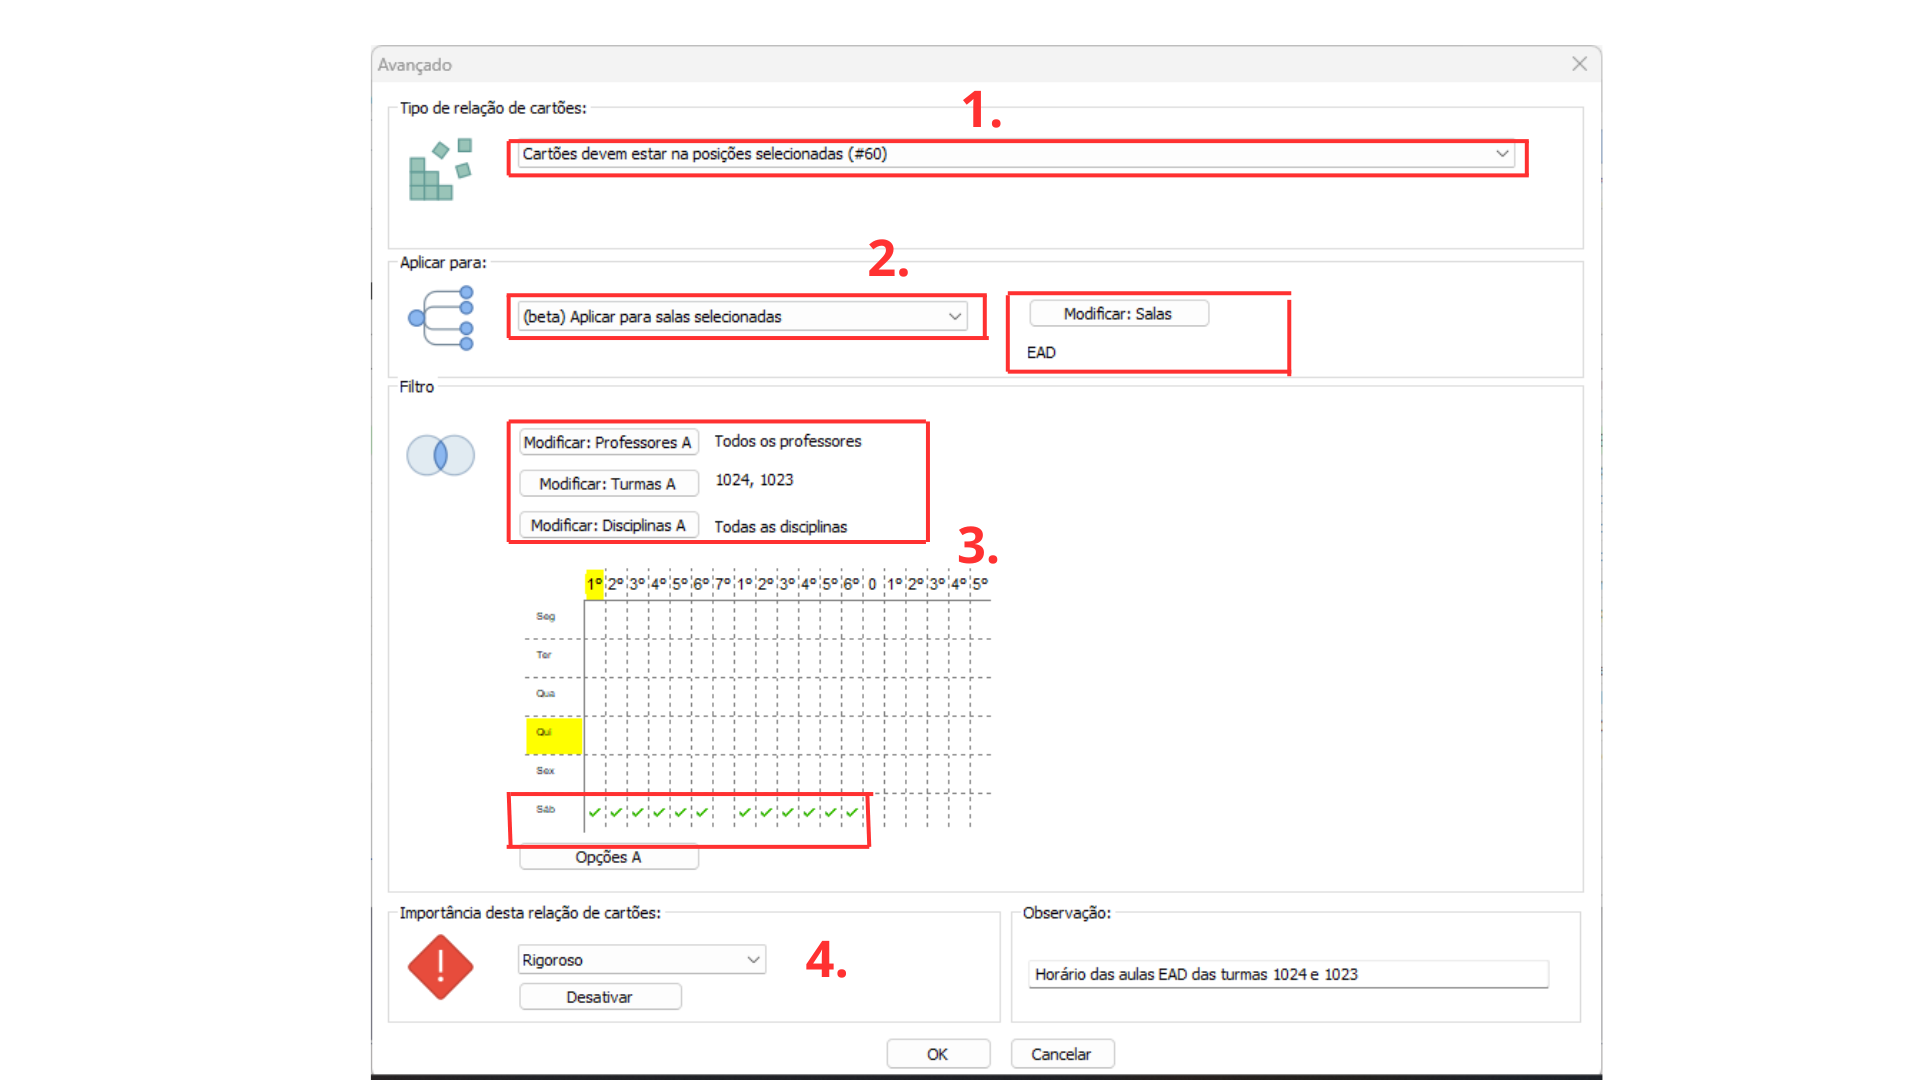 Avançado
Tipo de relação de cartões:
1.
Cartões devem estar na posições selecionadas (#60)
2.
Aplicar para:
(beta) Aplicar para salas selecionadas
Modificar: Salas
EAD
Filtro
Modificar: Professores A Todos os professores
Modificar: Turmas A 1024, 1023
Modificar: Disciplinas A Todas as disciplinas
3.
1º 2º 3º 4º 5º 6º 7º 1º 2º 3º 4º 5º 6º 0 1º 2º 3º 4º 5º
Seg
Ter
Qua
Qui
Sex
Sáb
Opções A
Importância desta relação de cartões:
Rigoroso
4.
Desativar
Observação:
Horário das aulas EAD das turmas 1024 e 1023
OK Cancelar